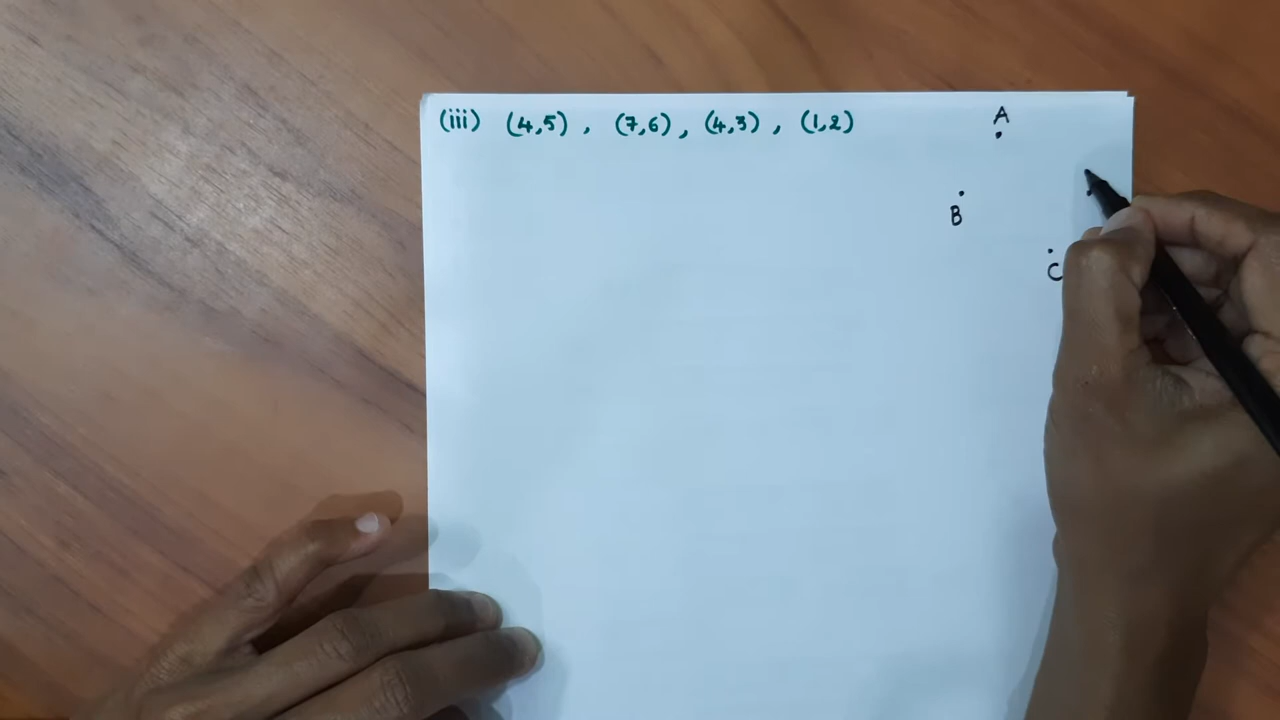 (iii) (4,5) , (7,6) , (4,3) , (1,2)
A
B
C